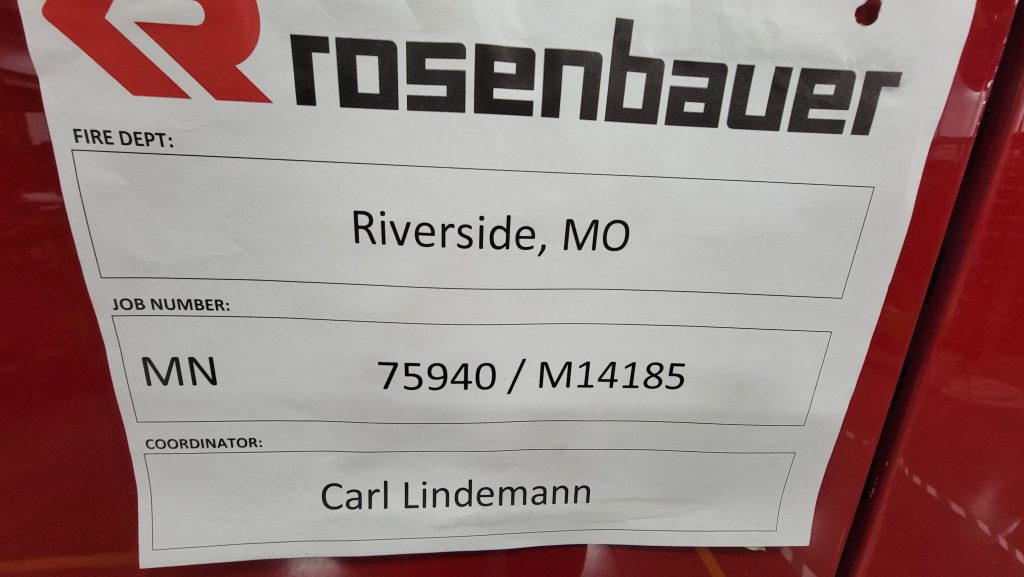 rosenbauer
FIRE DEPT:
Riverside, MO
JOB NUMBER:
MN 75940 / M14185
COORDINATOR:
Carl Lindemann